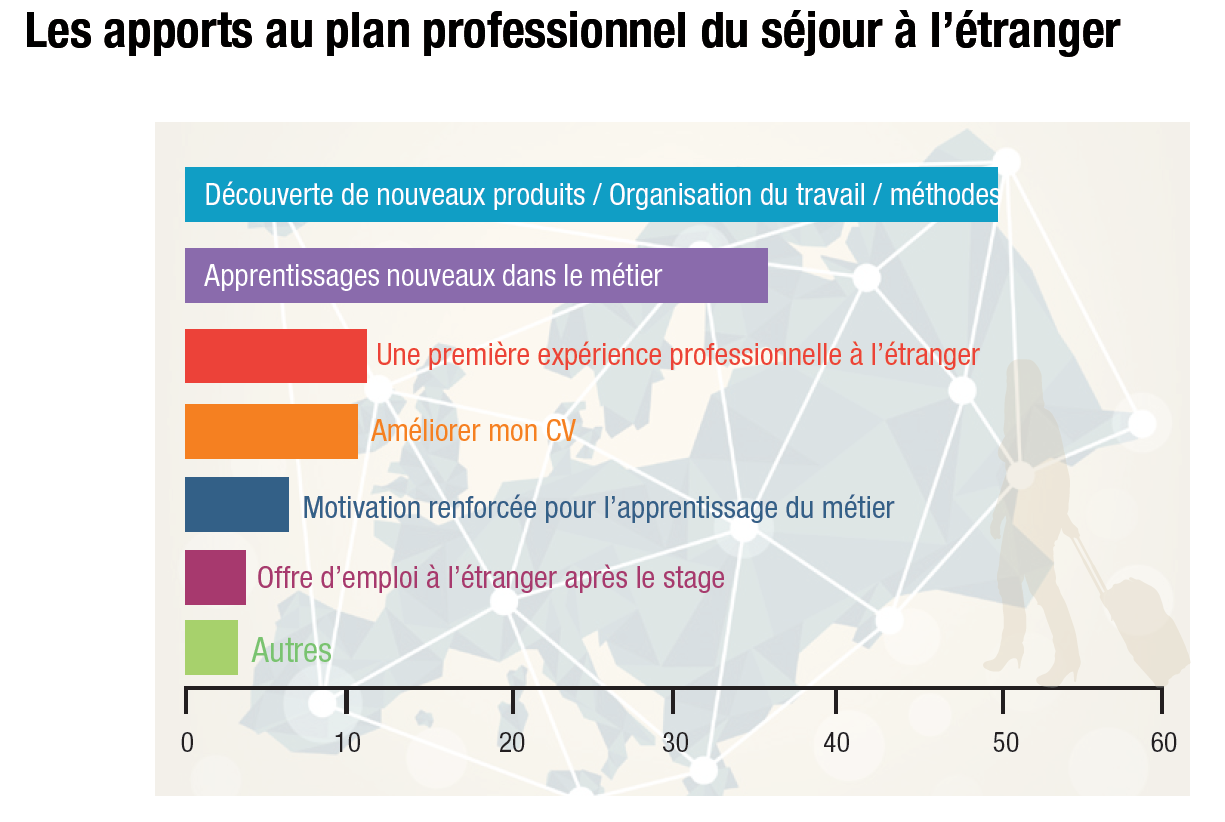 Les apports au plan professionnel du séjour à l’étranger
Découverte de nouveaux produits / Organisation du travail / méthodes
Apprentissages nouveaux dans le métier
Une première expérience professionnelle à l’étranger
Améliorer mon CV
Motivation renforcée pour l’apprentissage du métier
Offre d’emploi à l’étranger après le stage
Autres
0 10 20 30 40 50 60